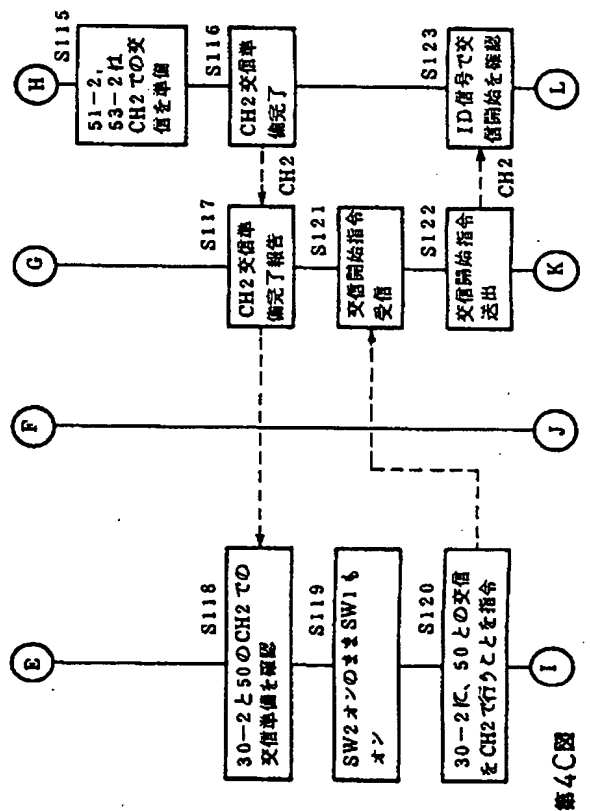 E
F
G
H
S115
51-2,
53-2は
CH2での交
信を準備
S116
CH2交信準
備完了
CH2
S117
CH2交信準
備完了報告
S118
30-2と50のCH2での
交信準備を確認
S119
SW2オンのままSW1も
オン
S120
30-2に、50との交信
をCH2で行うことを指令
S121
交信開始指令
受信
S122
交信開始指令
送出
CH2
S123
ID信号で交
信開始を確認
I
J
K
L
第4C図